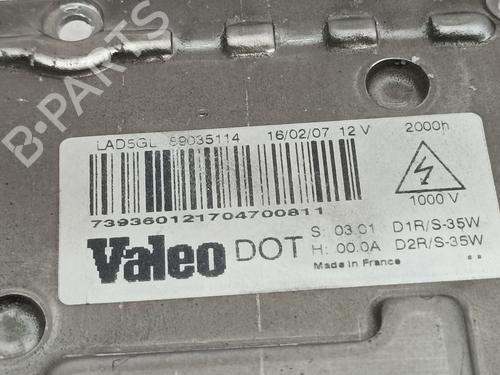 LAD5GL 89035114 16/02/07 12 V 2000h
739360121704700811
1000 V
Valeo DOT S: 03.01 D1R/S-35W
H: 00.0A D2R/S-35W
Made in France
B-PARTS